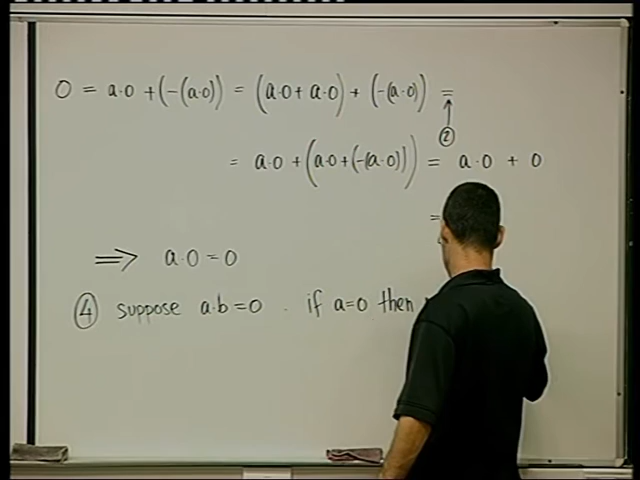 0 = a·0 + (-(a·0)) = (a·0 + a·0) + (-(a·0)) =
②
= a·0 + (a·0 + (-(a·0))) = a·0 + 0
=
⟹ a·0 = 0
④ suppose a·b=0 . if a=0 then